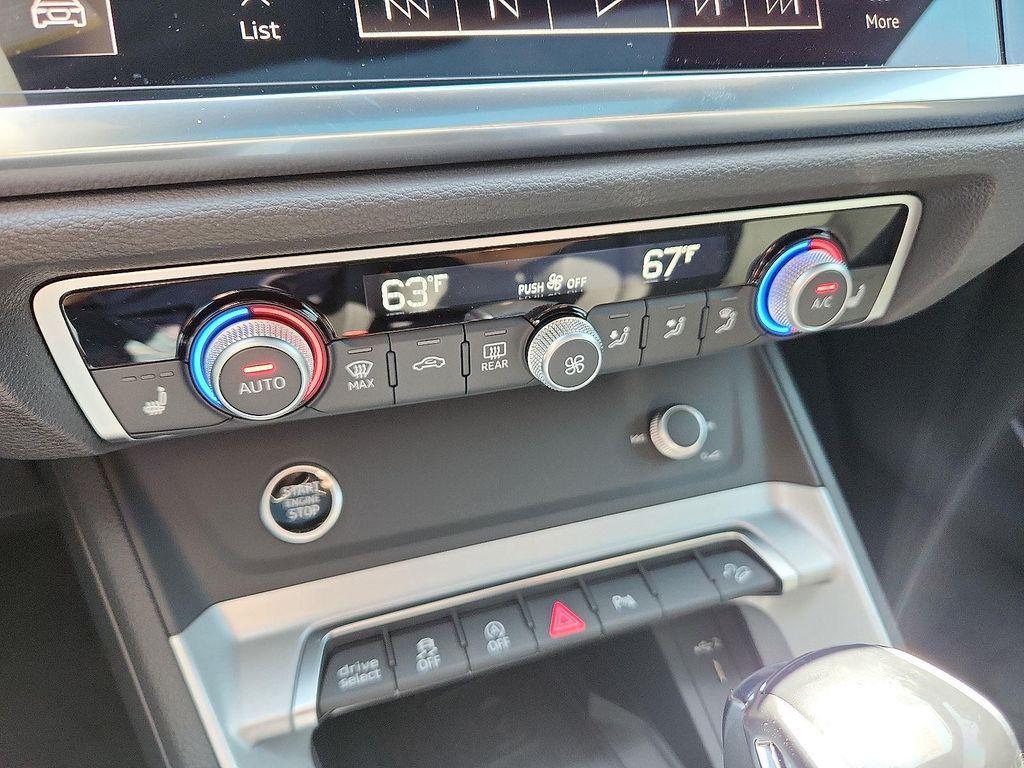 List
More
63°F
PUSH OFF
67°F
AUTO
MAX
REAR
A/C
START
ENGINE
STOP
drive
select
OFF
OFF